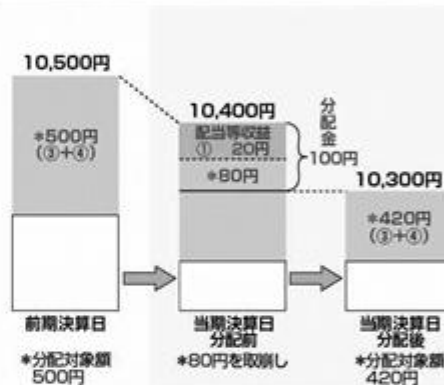 10,500円
*500円
(③+④)
前期決算日
*分配対象額
500円
10,400円
配当等収益
① 20円
*80円
分配金
100円
当期決算日
分配前
*80円を取崩し
10,300円
*420円
(③+④)
当期決算日
分配後
*分配対象額
420円